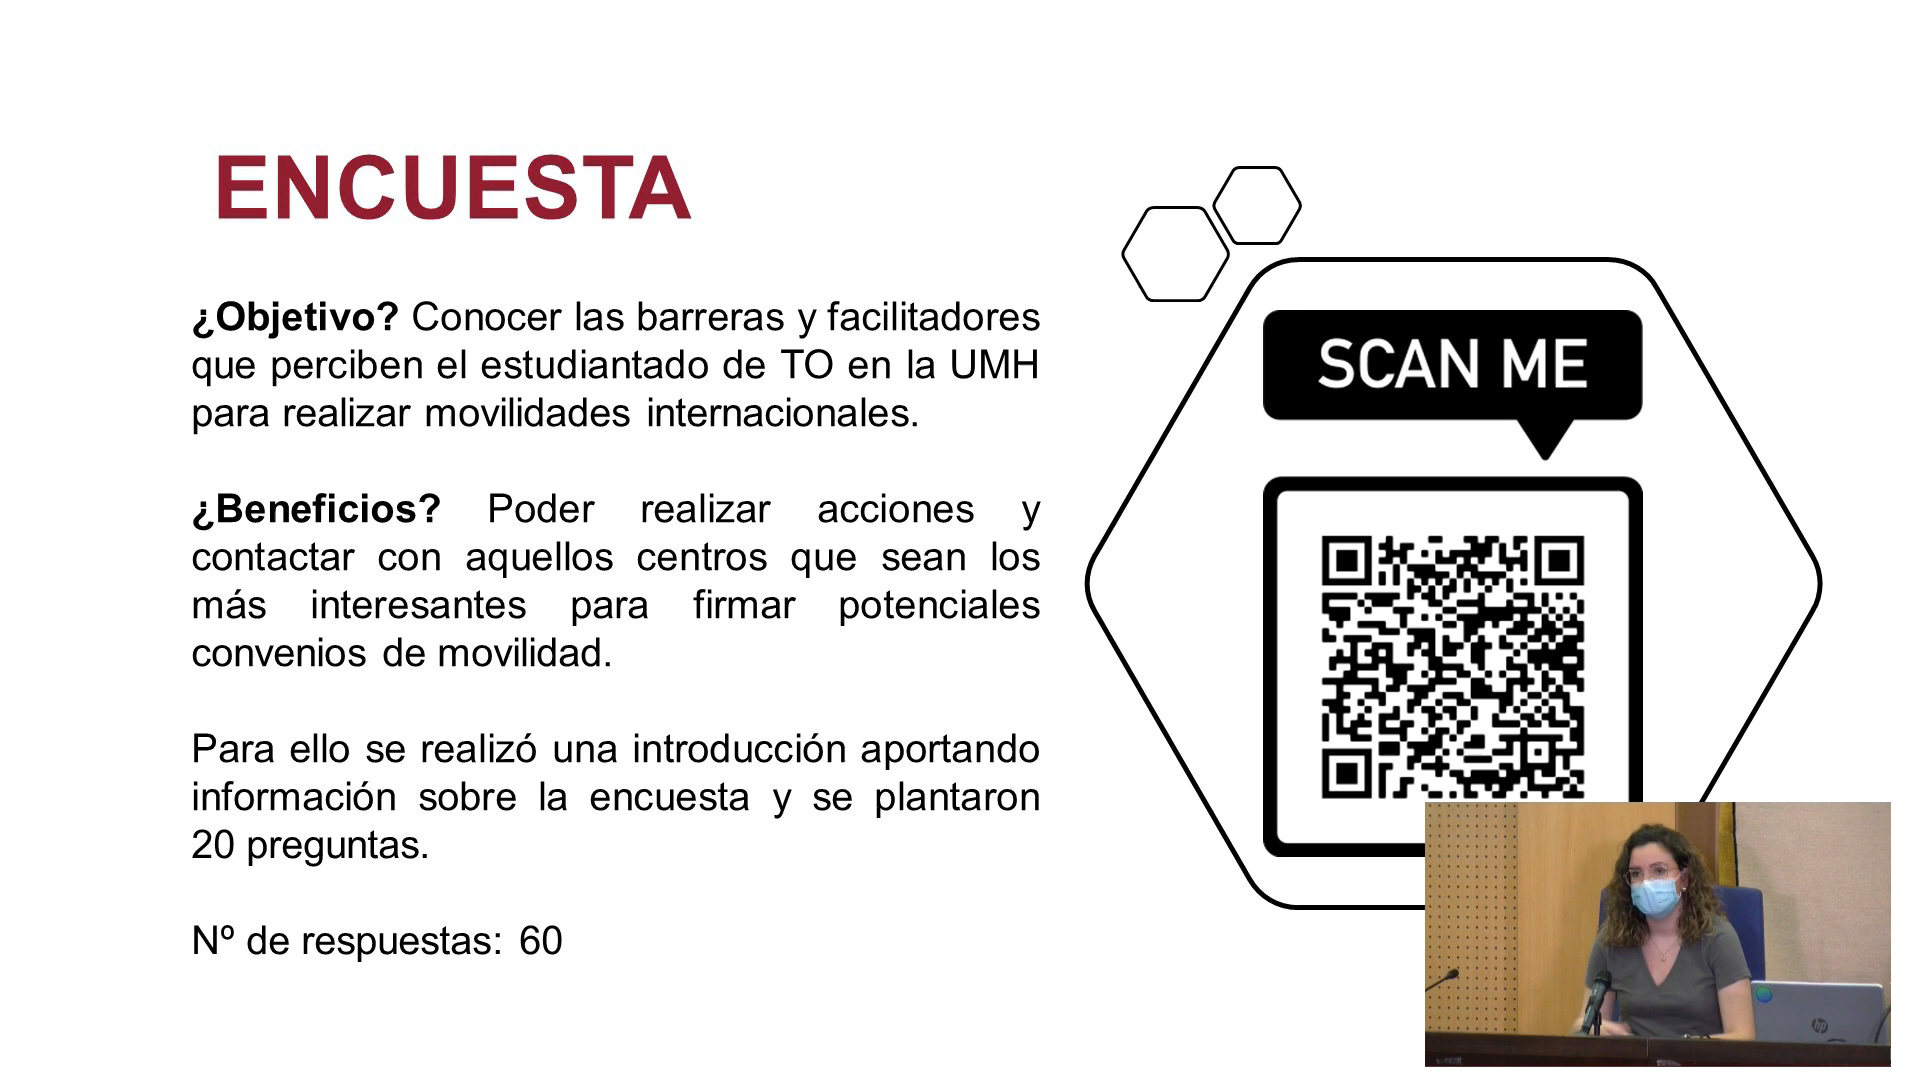 ENCUESTA
¿Objetivo? Conocer las barreras y facilitadores
que perciben el estudiantado de TO en la UMH
para realizar movilidades internacionales.
¿Beneficios? Poder realizar acciones y
contactar con aquellos centros que sean los
más interesantes para firmar potenciales
convenios de movilidad.
Para ello se realizó una introducción aportando
información sobre la encuesta y se plantaron
20 preguntas.
Nº de respuestas: 60
SCAN ME
hp